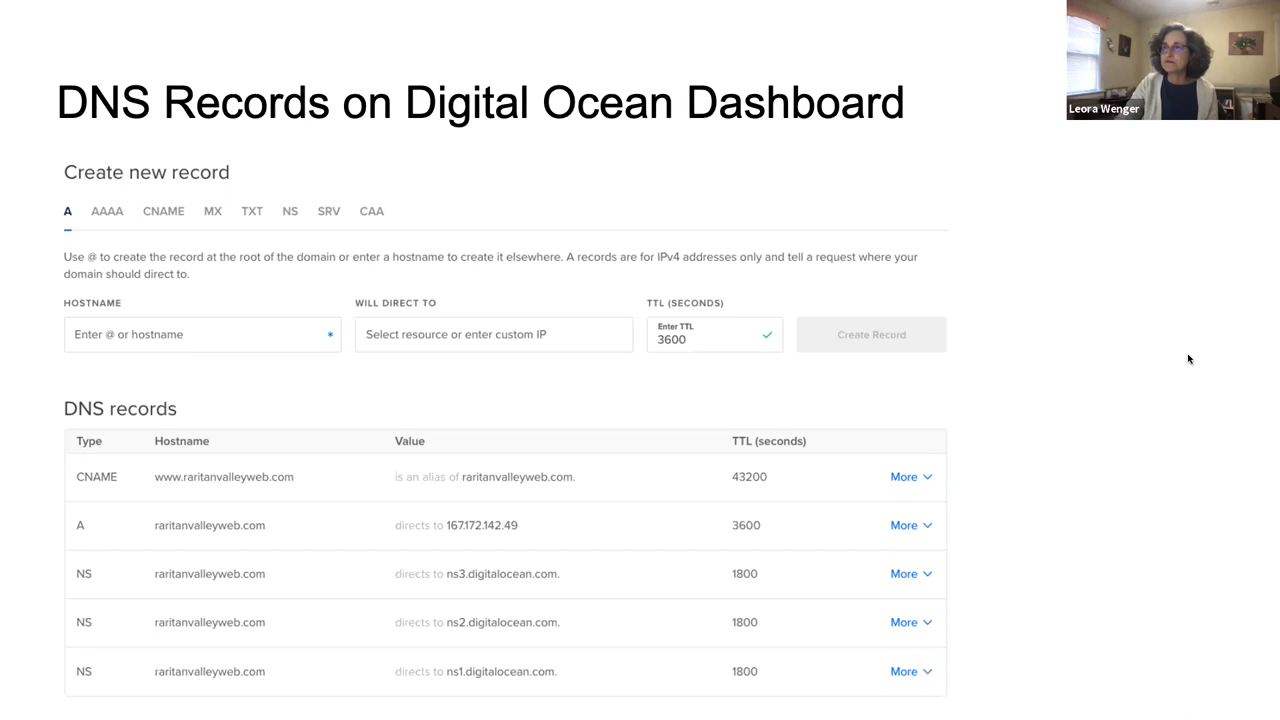 DNS Records on Digital Ocean Dashboard
Leora Wenger
Create new record
A AAAA CNAME MX TXT NS SRV CAA
Use @ to create the record at the root of the domain or enter a hostname to create it elsewhere. A records are for IPv4 addresses only and tell a request where your
domain should direct to.
HOSTNAME WILL DIRECT TO TTL (SECONDS)
Enter @ or hostname * Select resource or enter custom IP Enter TTL
3600 Create Record
DNS records
Type Hostname Value TTL (seconds)
CNAME www.raritanvalleyweb.com is an alias of raritanvalleyweb.com. 43200 More
A raritanvalleyweb.com directs to 167.172.142.49 3600 More
NS raritanvalleyweb.com directs to ns3.digitalocean.com. 1800 More
NS raritanvalleyweb.com directs to ns2.digitalocean.com. 1800 More
NS raritanvalleyweb.com directs to ns1.digitalocean.com. 1800 More